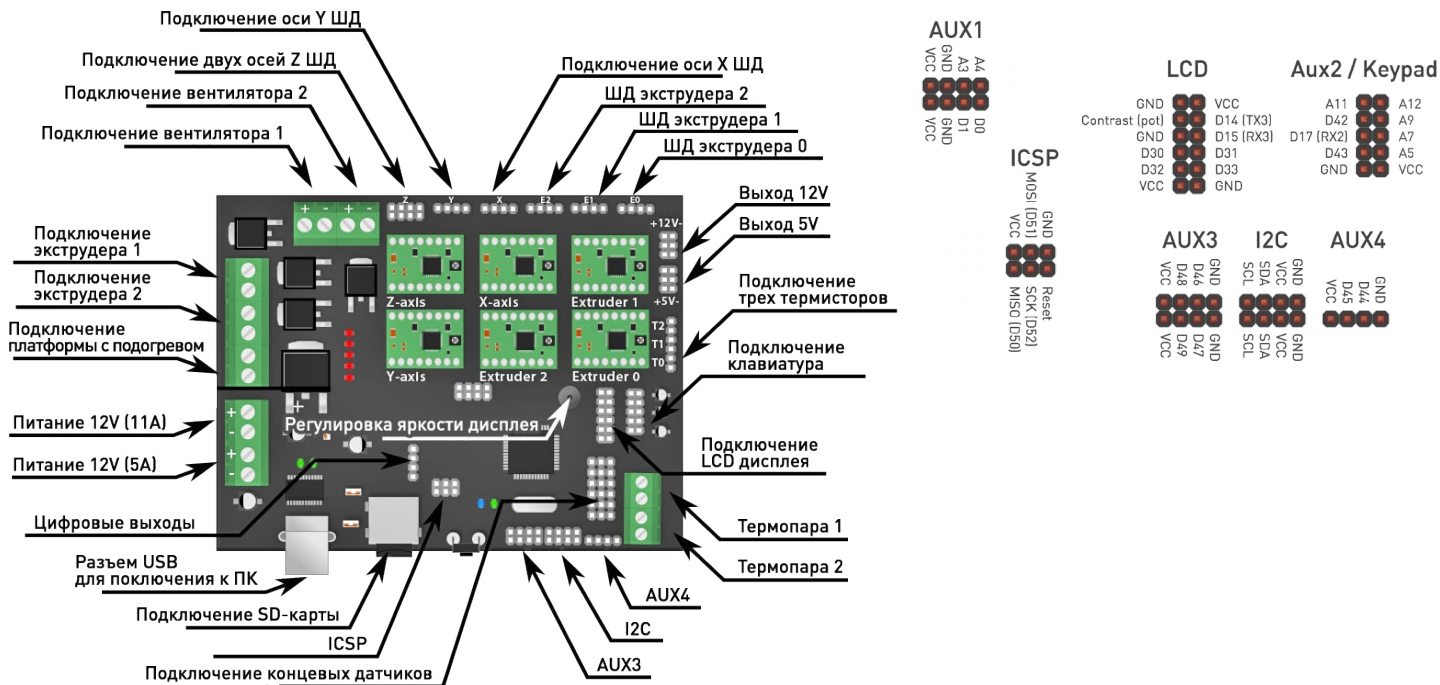 Подключение оси Y ШД
Подключение двух осей Z ШД
Подключение вентилятора 2
Подключение вентилятора 1
Подключение оси X ШД
ШД экструдера 2
ШД экструдера 1
ШД экструдера 0
Выход 12V
Выход 5V
Подключение
трех термисторов
Подключение
клавиатура
Подключение
LCD дисплея
Термопара 1
Термопара 2
AUX4
I2C
AUX3
Подключение
экструдера 1
Подключение
экструдера 2
Подключение
платформы с подогревом
Питание 12V (11A)
Питание 12V (5A)
Цифровые выходы
Разъем USB
для поключения к ПК
Подключение SD-карты
ICSP
Подключение концевых датчиков
Регулировка яркости дисплея
+ - + -
Z Y X E2 E1 E0
+12V-
+5V-
Z-axis X-axis Extruder 1
Y-axis Extruder 2 Extruder 0
T2
T1
T0
+
+
-
+
-
AUX1
VCC GND A3 A4
VCC GND D1 D0
ICSP
VCC MOSI (D51) GND
MISO (D50) SCK (D52) Reset
LCD
GND VCC
Contrast (pot) D14 (TX3)
GND D15 (RX3)
D30 D31
D32 D33
VCC GND
Aux2 / Keypad
A11 A12
D42 A9
D17 (RX2) A7
D43 A5
GND VCC
AUX3
VCC D48 D46 GND
VCC D49 D47 GND
I2C
SCL SDA VCC GND
SCL SDA VCC GND
AUX4
VCC D45 D44 GND